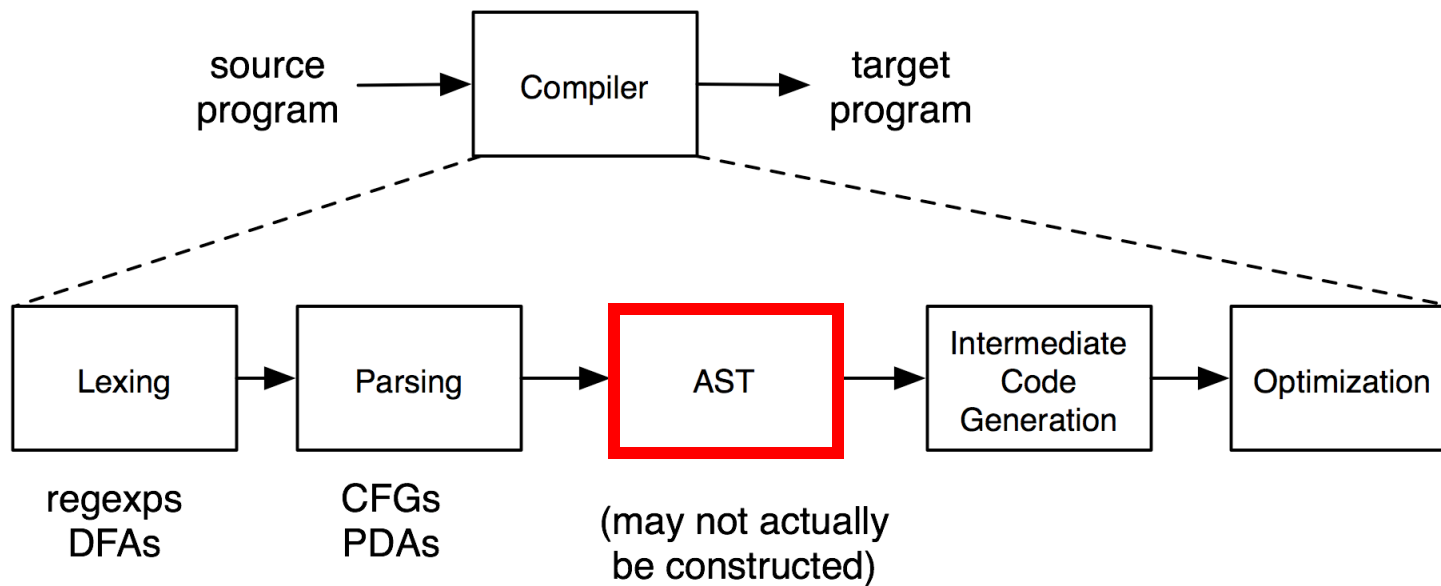 source
program
Compiler
target
program
Lexing
Parsing
AST
Intermediate
Code
Generation
Optimization
regexps
DFAs
CFGs
PDAs
(may not actually
be constructed)